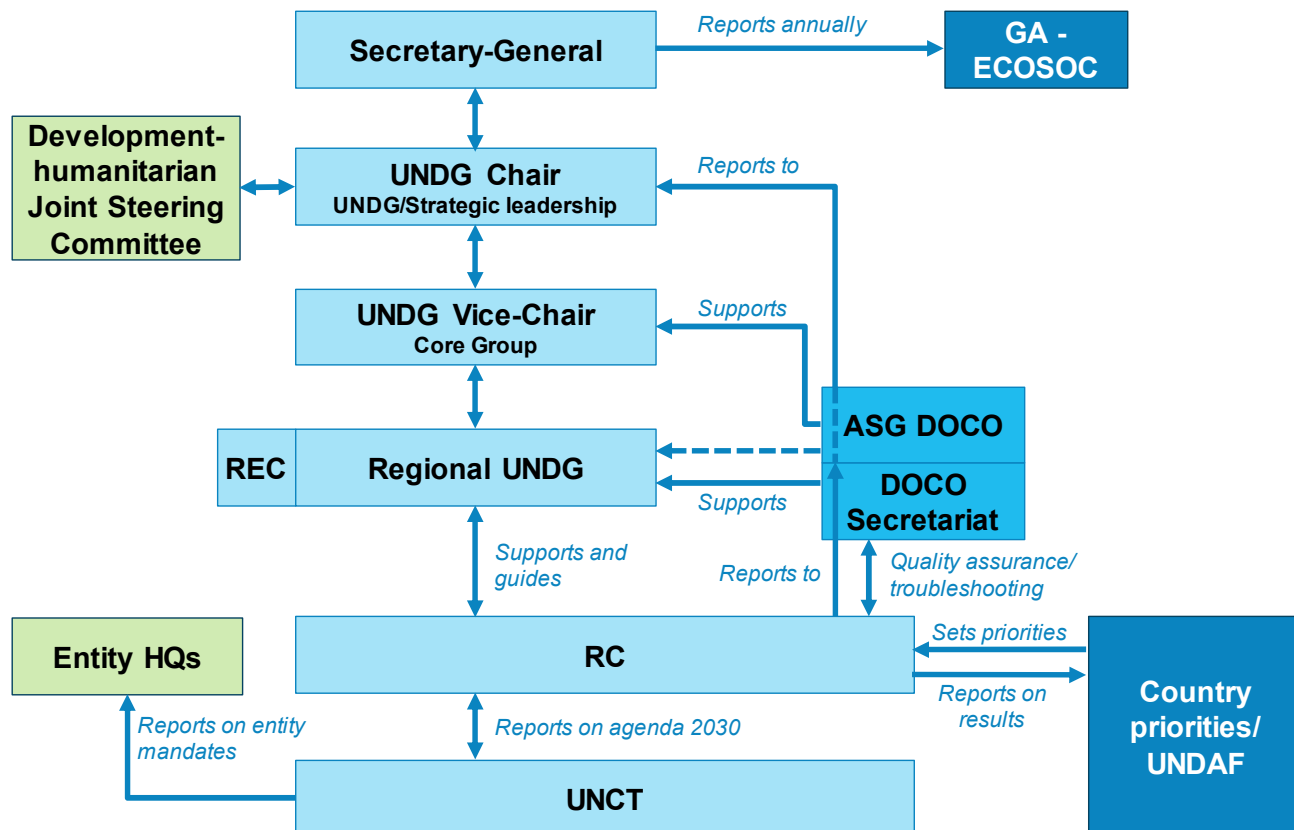 Secretary-General
Reports annually
GA -
ECOSOC
Development-
humanitarian
Joint Steering
Committee
UNDG Chair
UNDG/Strategic leadership
Reports to
UNDG Vice-Chair
Core Group
Supports
REC
Regional UNDG
ASG DOCO
DOCO
Secretariat
Supports
Supports and
guides
Reports to
Quality assurance/
troubleshooting
Entity HQs
RC
Sets priorities
Reports on
results
Country
priorities/
UNDAF
Reports on entity
mandates
Reports on agenda 2030
UNCT